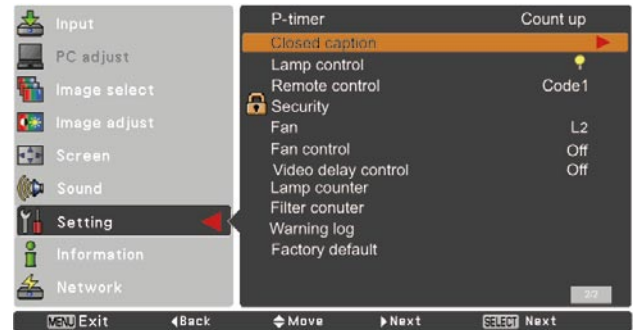 Input
PC adjust
Image select
Image adjust
Screen
Sound
Setting
Information
Network
P-timer Count up
Closed caption
Lamp control
Remote control Code1
Security
Fan L2
Fan control Off
Video delay control Off
Lamp counter
Filter conuter
Warning log
Factory default
2/2
MENU Exit Back Move Next SELECT Next